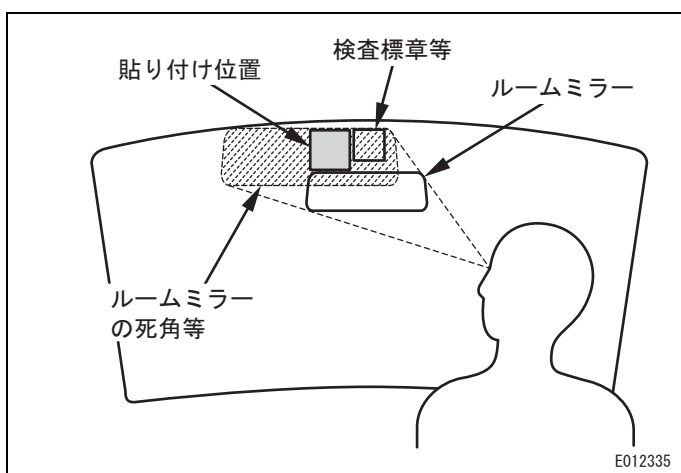 検査標章等
貼り付け位置
ルームミラー
ルームミラー
の死角等
E012335